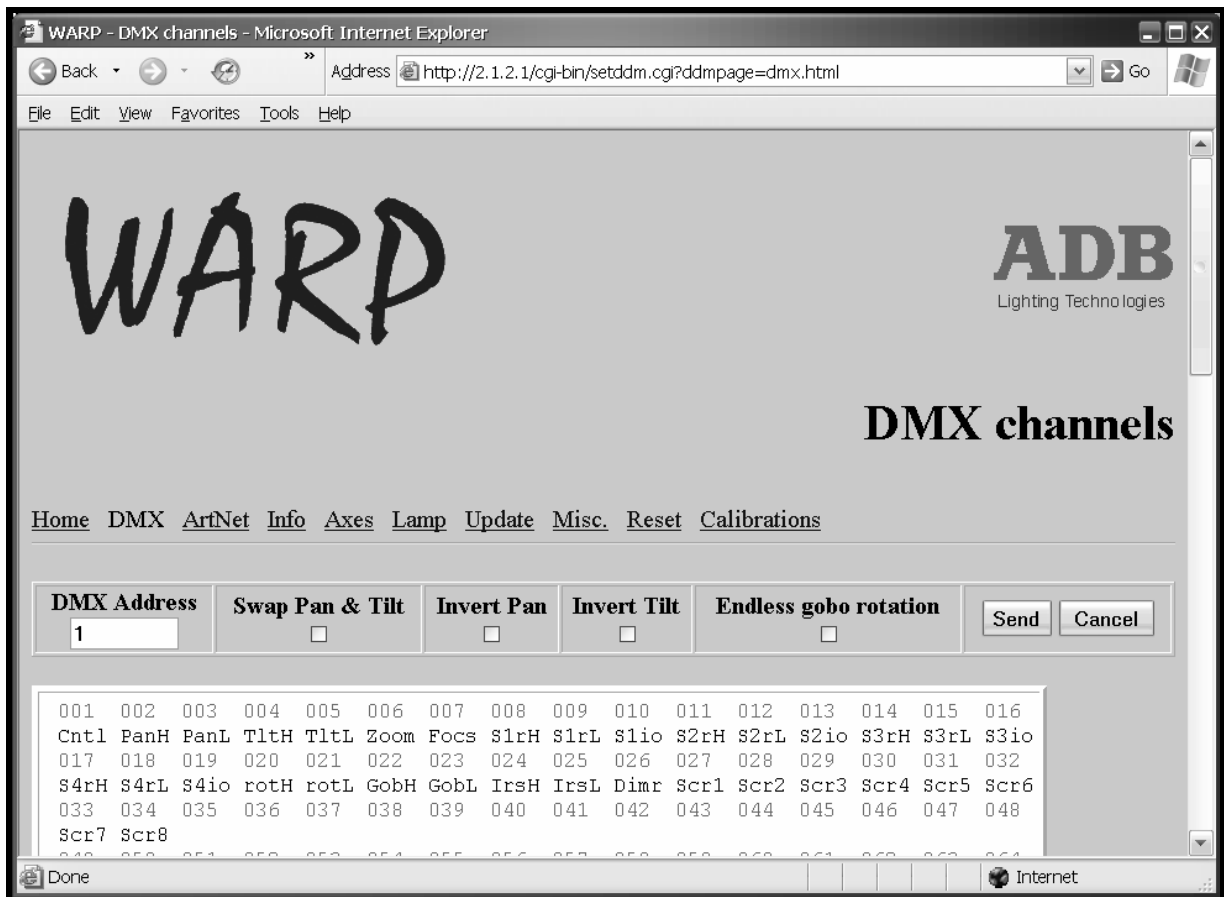 WARP - DMX channels - Microsoft Internet Explorer
Back » Address http://2.1.2.1/cgi-bin/setddm.cgi?ddmpage=dmx.html Go
File Edit View Favorites Tools Help
WARP
ADB
Lighting Technologies
DMX channels
Home DMX ArtNet Info Axes Lamp Update Misc. Reset Calibrations
DMX Address Swap Pan & Tilt Invert Pan Invert Tilt Endless gobo rotation
1 Send Cancel
001 002 003 004 005 006 007 008 009 010 011 012 013 014 015 016
Cntl PanH PanL TltH TltL Zoom Focs S1rH S1rL S1io S2rH S2rL S2io S3rH S3rL S3io
017 018 019 020 021 022 023 024 025 026 027 028 029 030 031 032
S4rH S4rL S4io rotH rotL GobH GobL IrsH IrsL Dimr Scr1 Scr2 Scr3 Scr4 Scr5 Scr6
033 034 035 036 037 038 039 040 041 042 043 044 045 046 047 048
Scr7 Scr8
Done Internet